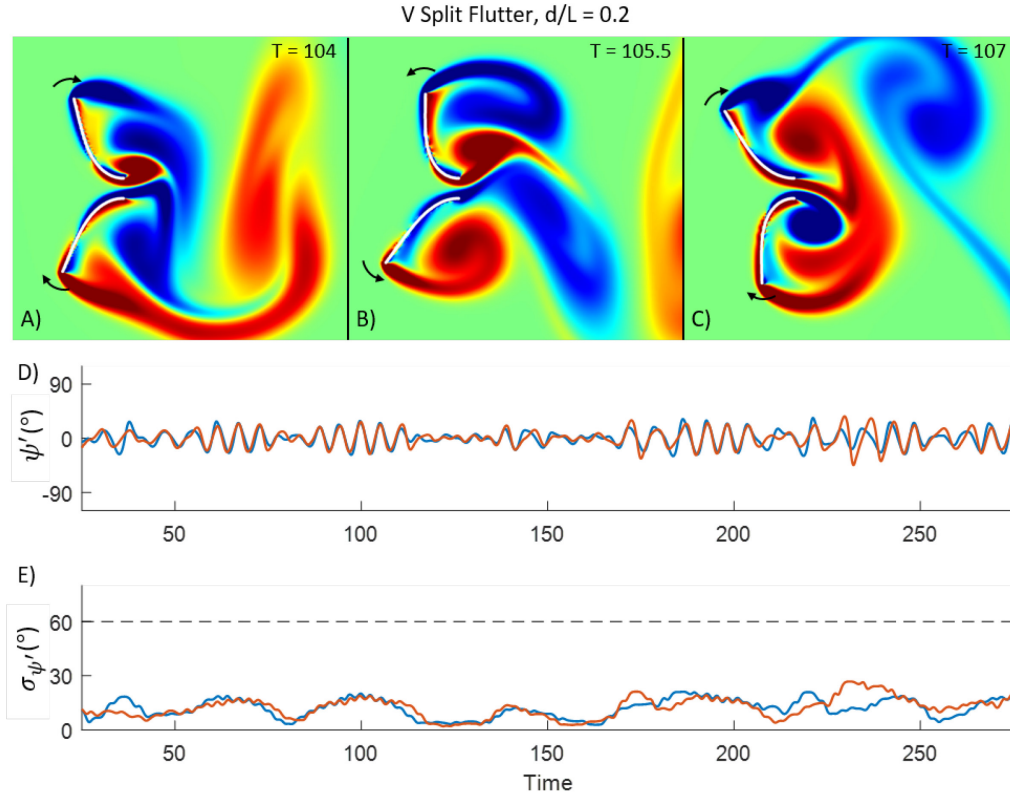 V Split Flutter, d/L = 0.2
T = 104
T = 105.5
T = 107
A)
B)
C)
D)
90
0
-90
ψ′(°)
50
100
150
200
250
E)
60
30
0
σψ′(°)
50
100
150
200
250
Time